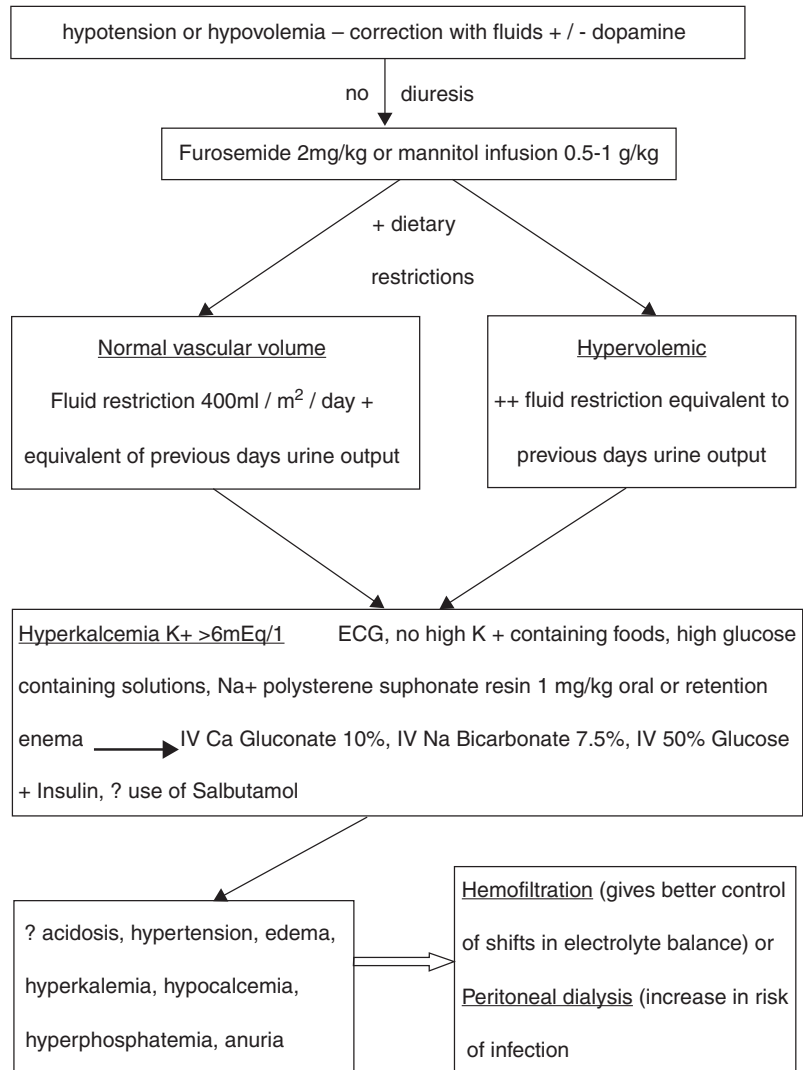 hypotension or hypovolemia – correction with fluids + / - dopamine
no diuresis
Furosemide 2mg/kg or mannitol infusion 0.5-1 g/kg
+ dietary
restrictions
Normal vascular volume
Fluid restriction 400ml / m² / day +
equivalent of previous days urine output
Hypervolemic
++ fluid restriction equivalent to
previous days urine output
Hyperkalcemia K+ >6mEq/1 ECG, no high K + containing foods, high glucose
containing solutions, Na+ polysterene suphonate resin 1 mg/kg oral or retention
enema IV Ca Gluconate 10%, IV Na Bicarbonate 7.5%, IV 50% Glucose
+ Insulin, ? use of Salbutamol
? acidosis, hypertension, edema,
hyperkalemia, hypocalcemia,
hyperphosphatemia, anuria
Hemofiltration (gives better control
of shifts in electrolyte balance) or
Peritoneal dialysis (increase in risk
of infection